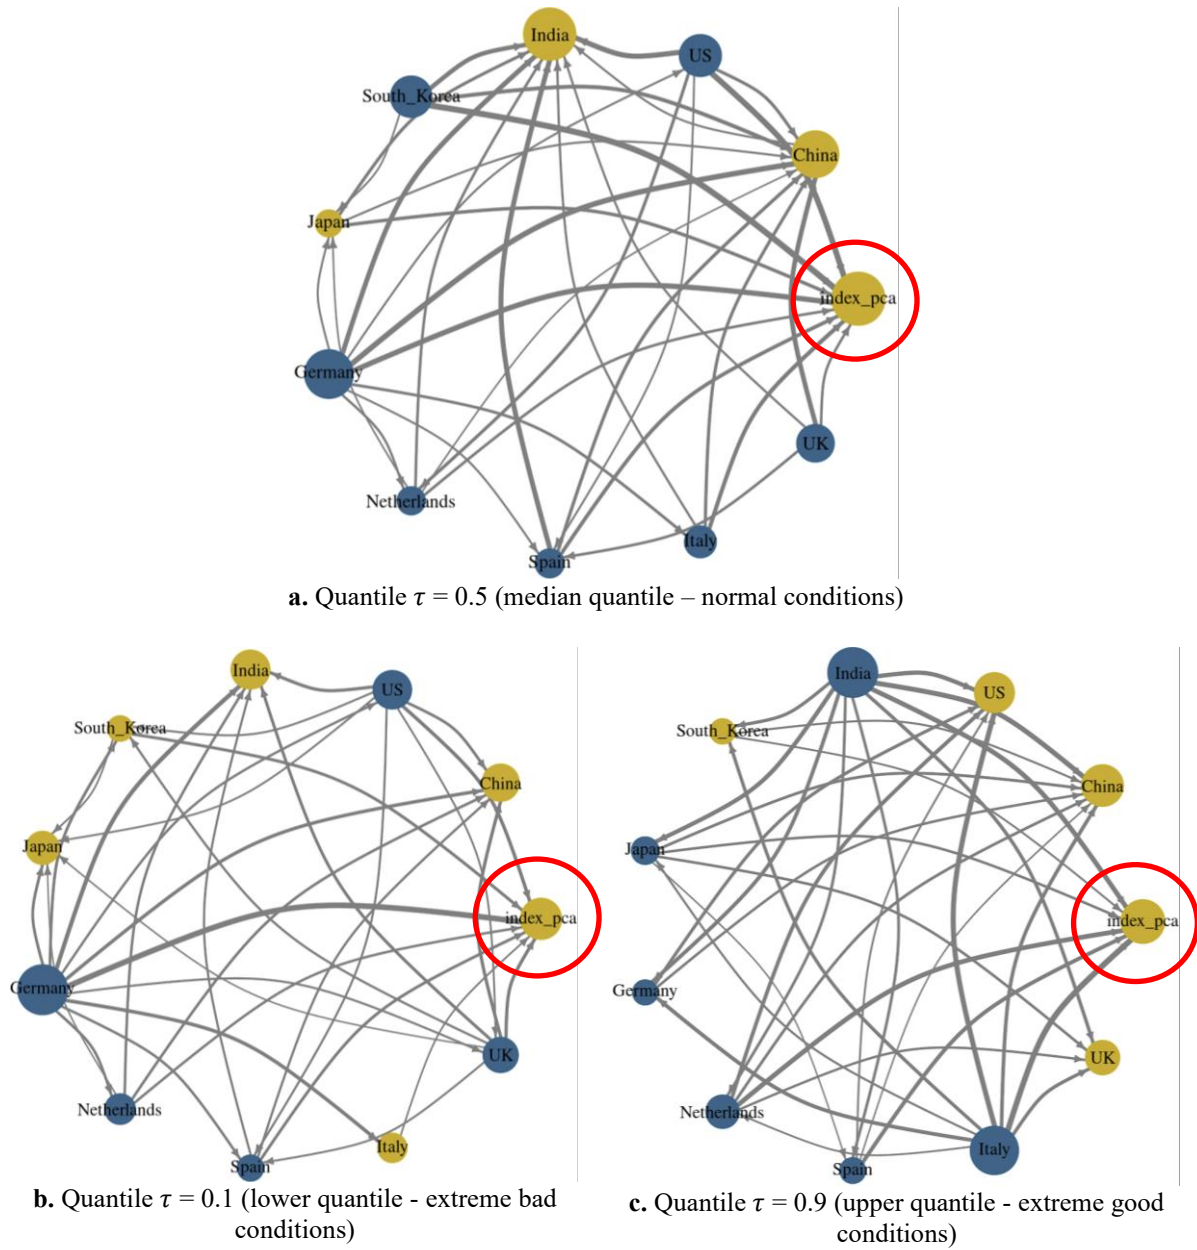 India
US
South_Korea
China
Japan
index_pca
Germany
UK
Netherlands
Italy
Spain
a. Quantile 𝜏 = 0.5 (median quantile – normal conditions)
India
US
South_Korea
China
Japan
index_pca
Germany
UK
Netherlands
Italy
Spain
b. Quantile 𝜏 = 0.1 (lower quantile - extreme bad
conditions)
India
US
South_Korea
China
Japan
index_pca
Germany
UK
Netherlands
Italy
Spain
c. Quantile 𝜏 = 0.9 (upper quantile - extreme good
conditions)